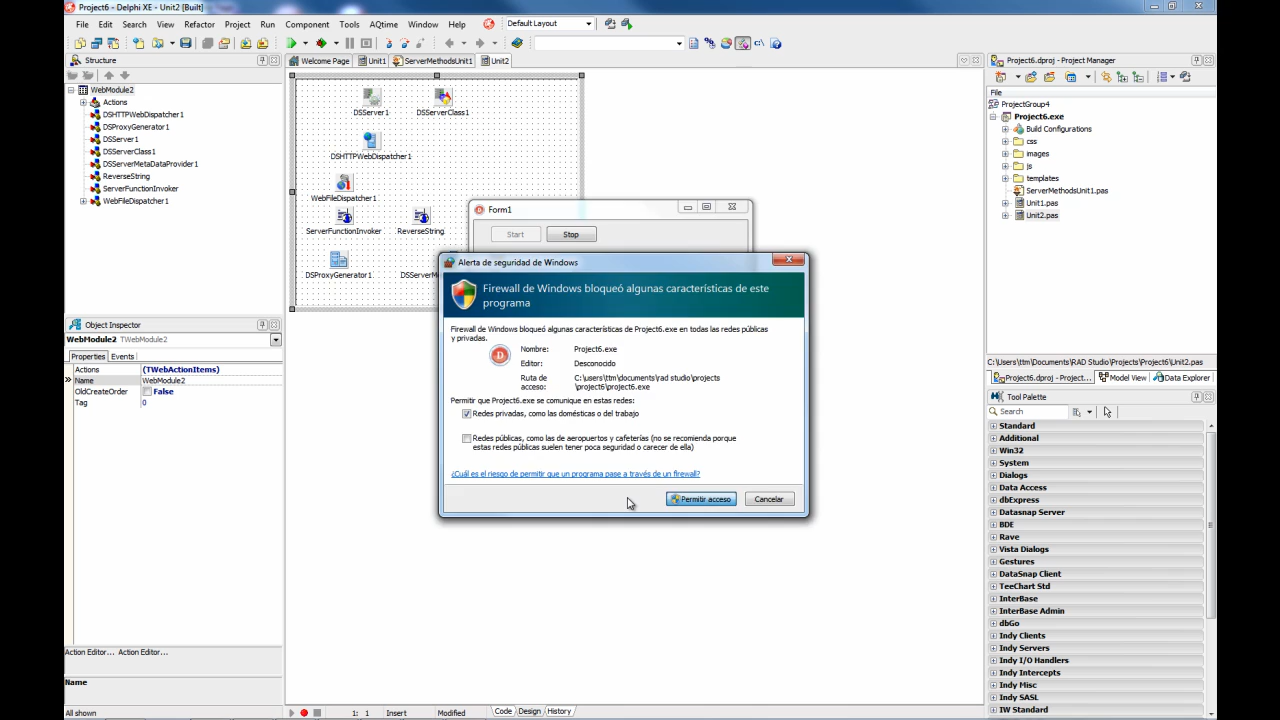 Project6 - Delphi XE - Unit2 [Built]
File Edit Search View Refactor Project Run Component Tools AQtime Window Help
Default Layout
Structure
WebModule2
Actions
DSHTTPWebDispatcher1
DSProxyGenerator1
DSServer1
DSServerClass1
DSServerMetaDataProvider1
ReverseString
ServerFunctionInvoker
WebFileDispatcher1
Object Inspector
WebModule2 TWebModule2
Properties Events
Actions (TWebActionItems)
Name WebModule2
OldCreateOrder False
Tag 0
Action Editor... Action Editor...
Name
All shown
Welcome Page Unit1 ServerMethodsUnit1 Unit2
DSServer1 DSServerClass1
DSHTTPWebDispatcher1
WebFileDispatcher1
ServerFunctionInvoker ReverseString
DSProxyGenerator1 DSServerM
Form1
Start Stop
Alerta de seguridad de Windows
Firewall de Windows bloqueó algunas características de este
programa
Firewall de Windows bloqueó algunas características de Project6.exe en todas las redes públicas
y privadas.
Nombre: Project6.exe
Editor: Desconocido
Ruta de C:\users\ttm\documents\rad studio\projects
acceso: \project6\project6.exe
Permitir que Project6.exe se comunique en estas redes:
Redes privadas, como las domésticas o del trabajo
Redes públicas, como las de aeropuertos y cafeterías (no se recomienda porque
estas redes públicas suelen tener poca seguridad o carecer de ella)
¿Cuál es el riesgo de permitir que un programa pase a través de un firewall?
Permitir acceso Cancelar
1: 1 Insert Modified Code Design History
Project6.dproj - Project Manager
File
ProjectGroup4
Project6.exe
Build Configurations
css
images
js
templates
ServerMethodsUnit1.pas
Unit1.pas
Unit2.pas
C:\Users\ttm\Documents\RAD Studio\Projects\Project6\Unit2.pas
Project6.dproj - Project... Model View Data Explorer
Tool Palette
Search
Standard
Additional
Win32
System
Dialogs
Data Access
dbExpress
Datasnap Server
BDE
Rave
Vista Dialogs
Gestures
DataSnap Client
TeeChart Std
InterBase
InterBase Admin
dbGo
Indy Clients
Indy Servers
Indy I/O Handlers
Indy Intercepts
Indy Misc
Indy SASL
IW Standard